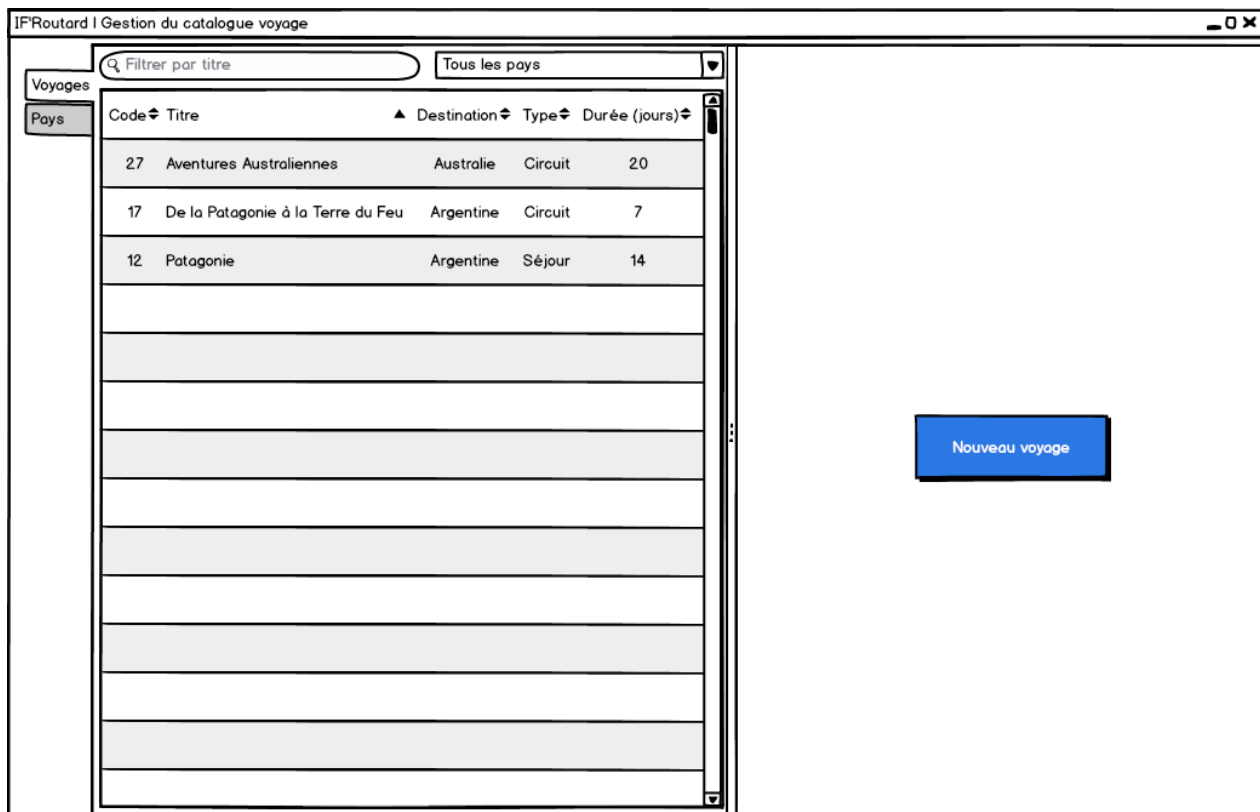 IF'Routard | Gestion du catalogue voyage
Filtrer par titre
Tous les pays
Voyages
Pays
Code Titre Destination Type Durée (jours)
27 Aventures Australiennes Australie Circuit 20
17 De la Patagonie à la Terre du Feu Argentine Circuit 7
12 Patagonie Argentine Séjour 14
Nouveau voyage